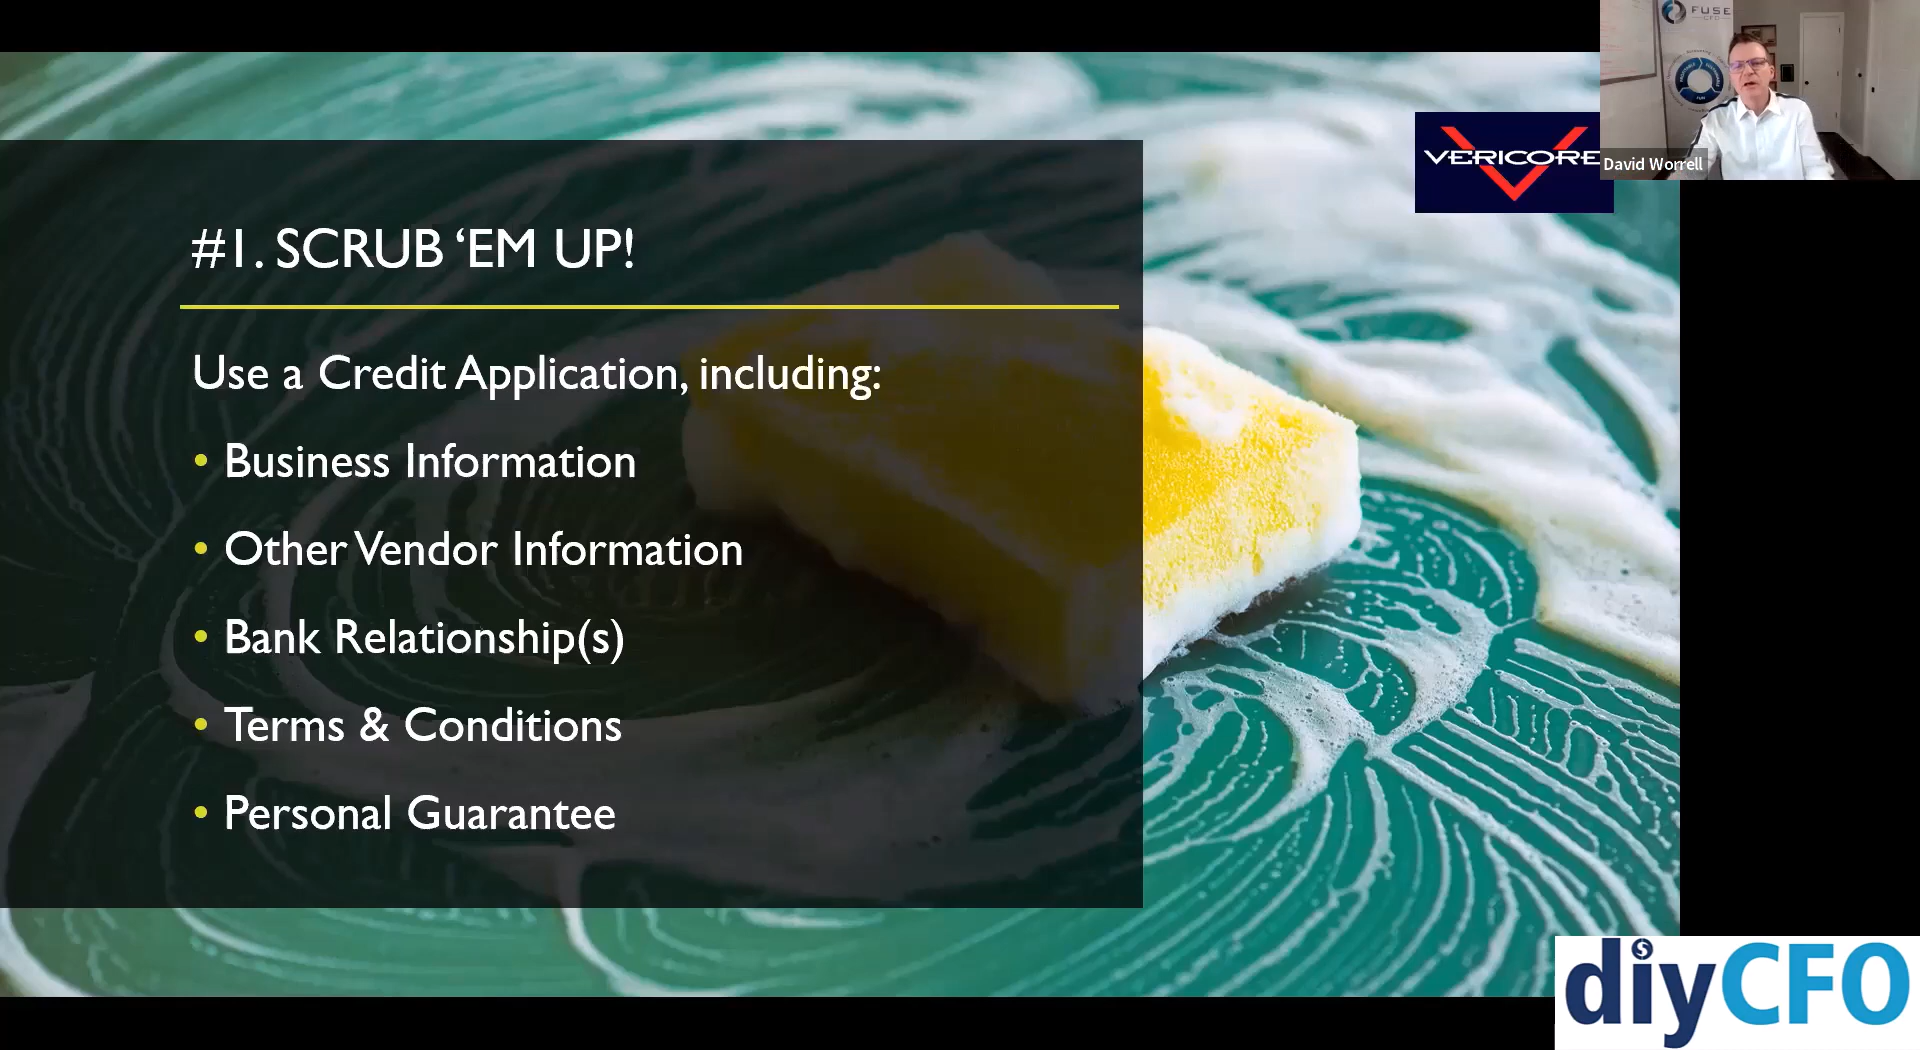 FUSE
CFO
VERICORE
David Worrell
#1. SCRUB ‘EM UP!
Use a Credit Application, including:
• Business Information
• Other Vendor Information
• Bank Relationship(s)
• Terms & Conditions
• Personal Guarantee
diyCFO